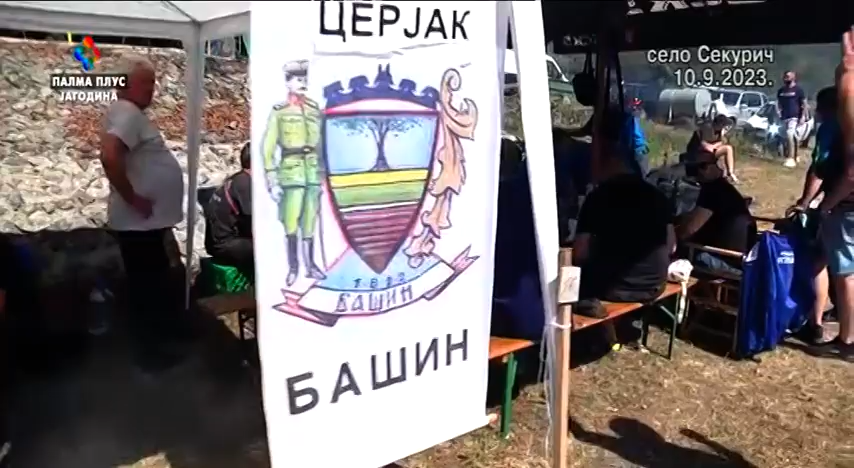 ЦЕРЈАК
ПАЛМА ПЛУС
ЈАГОДИНА
село Секурич
10.9.2023.
БАШИН
БАШИН